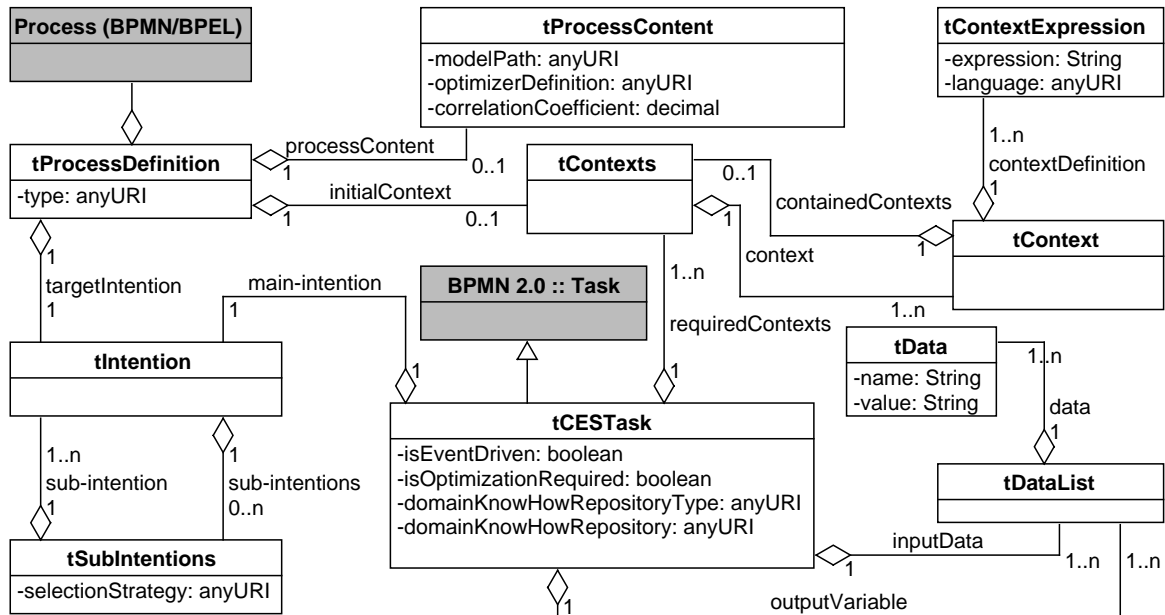 Process (BPMN/BPEL)
tProcessContent
-modelPath: anyURI
-optimizerDefinition: anyURI
-correlationCoefficient: decimal
tContextExpression
-expression: String
-language: anyURI
tProcessDefinition
-type: anyURI
processContent
1
0..1
initialContext
1
0..1
tContexts
0..1
containedContexts
1
1
context
1..n
1..n
contextDefinition
1
tContext
1
targetIntention
1
main-intention
1
1
BPMN 2.0 :: Task
1..n
requiredContexts
1
tIntention
tData
-name: String
-value: String
1..n
data
1
tCESTask
-isEventDriven: boolean
-isOptimizationRequired: boolean
-domainKnowHowRepositoryType: anyURI
-domainKnowHowRepository: anyURI
1..n
sub-intention
1
1
sub-intentions
0..n
tDataList
tSubIntentions
-selectionStrategy: anyURI
inputData
1
1..n
1..n
outputVariable
1